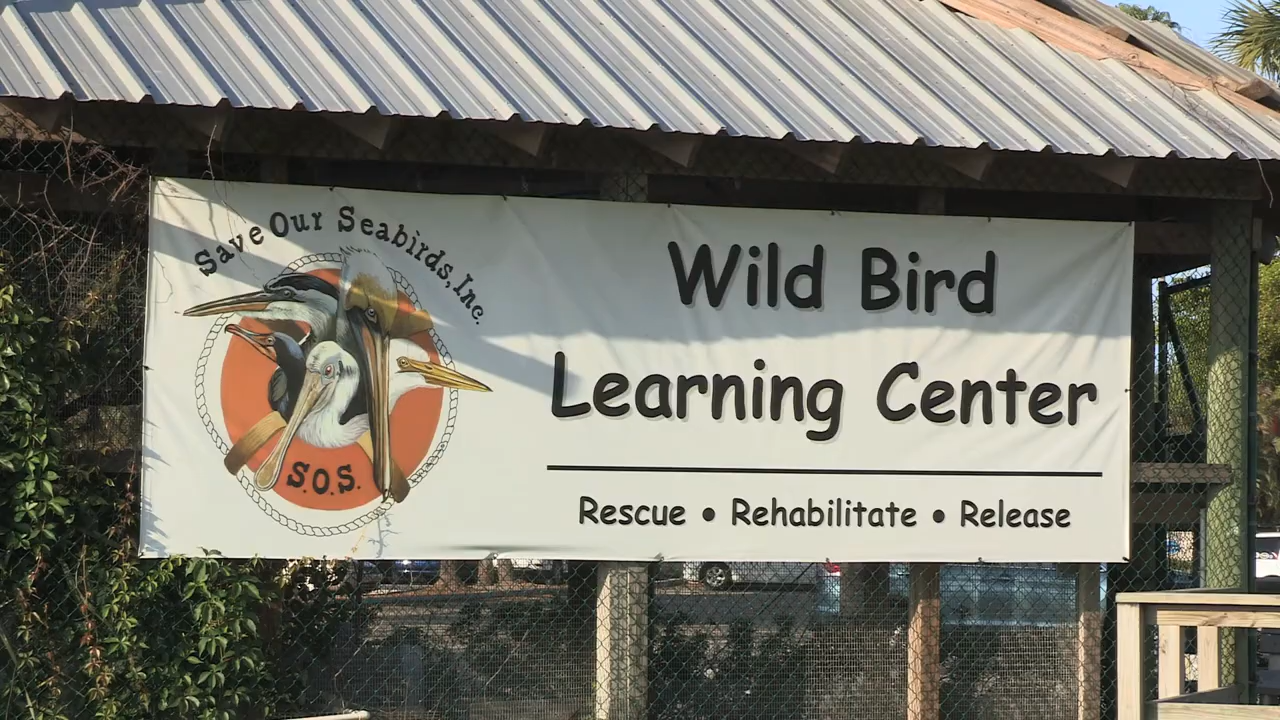 Save Our Seabirds, Inc.
S.O.S.
Wild Bird
Learning Center
Rescue • Rehabilitate • Release